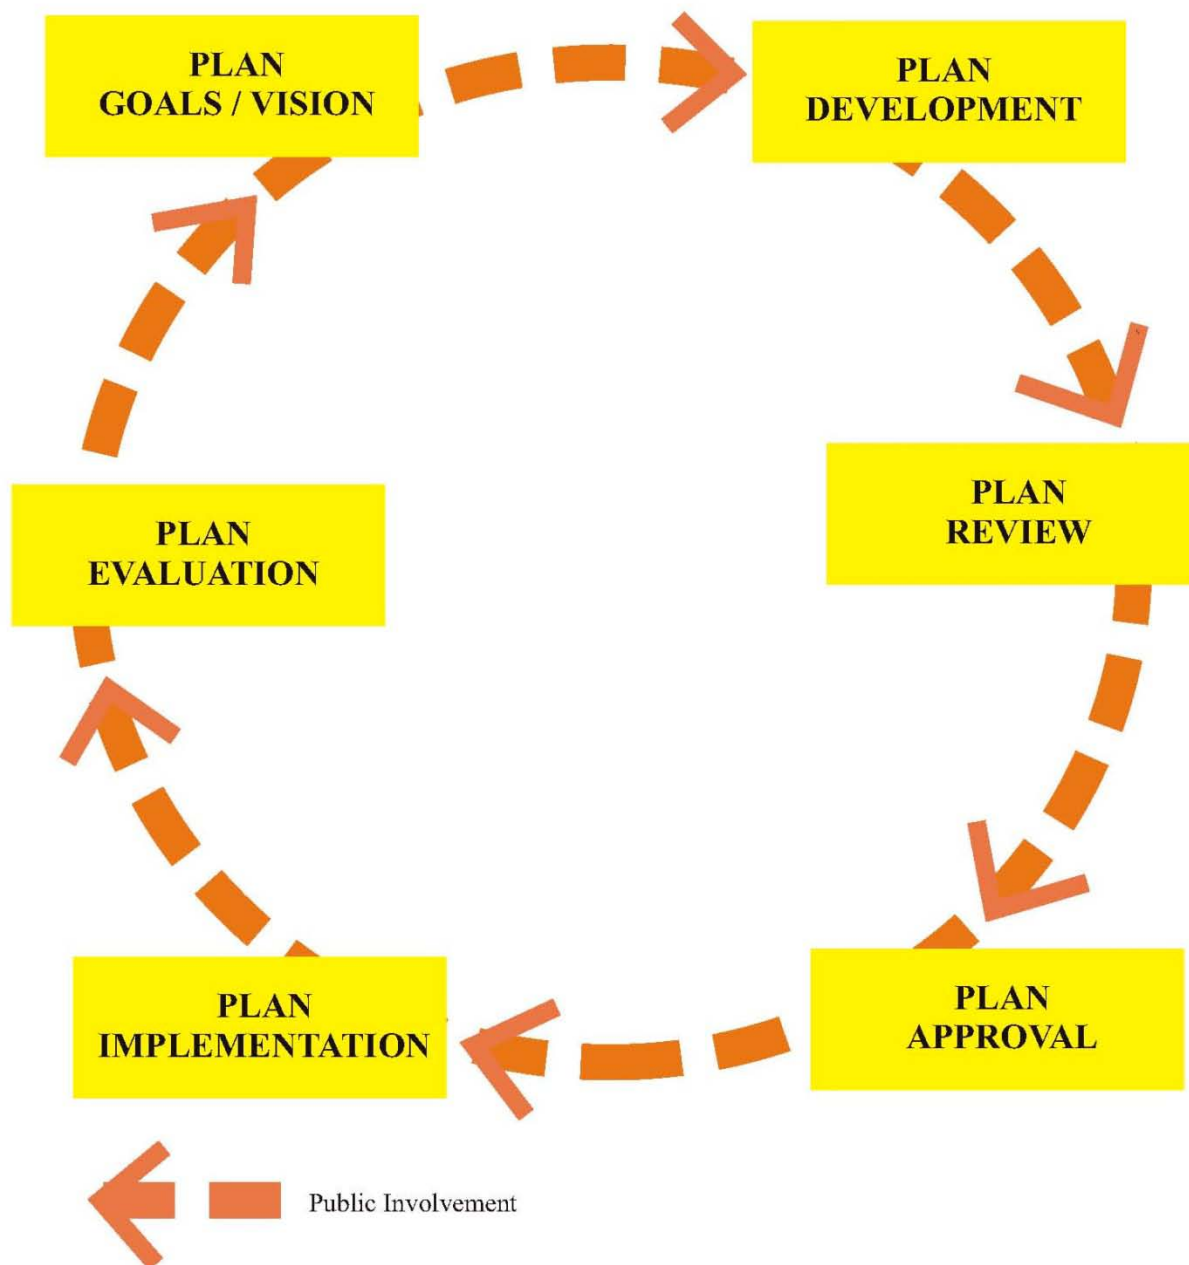 PLAN
GOALS / VISION
PLAN
DEVELOPMENT
PLAN
REVIEW
PLAN
APPROVAL
PLAN
IMPLEMENTATION
PLAN
EVALUATION
Public Involvement